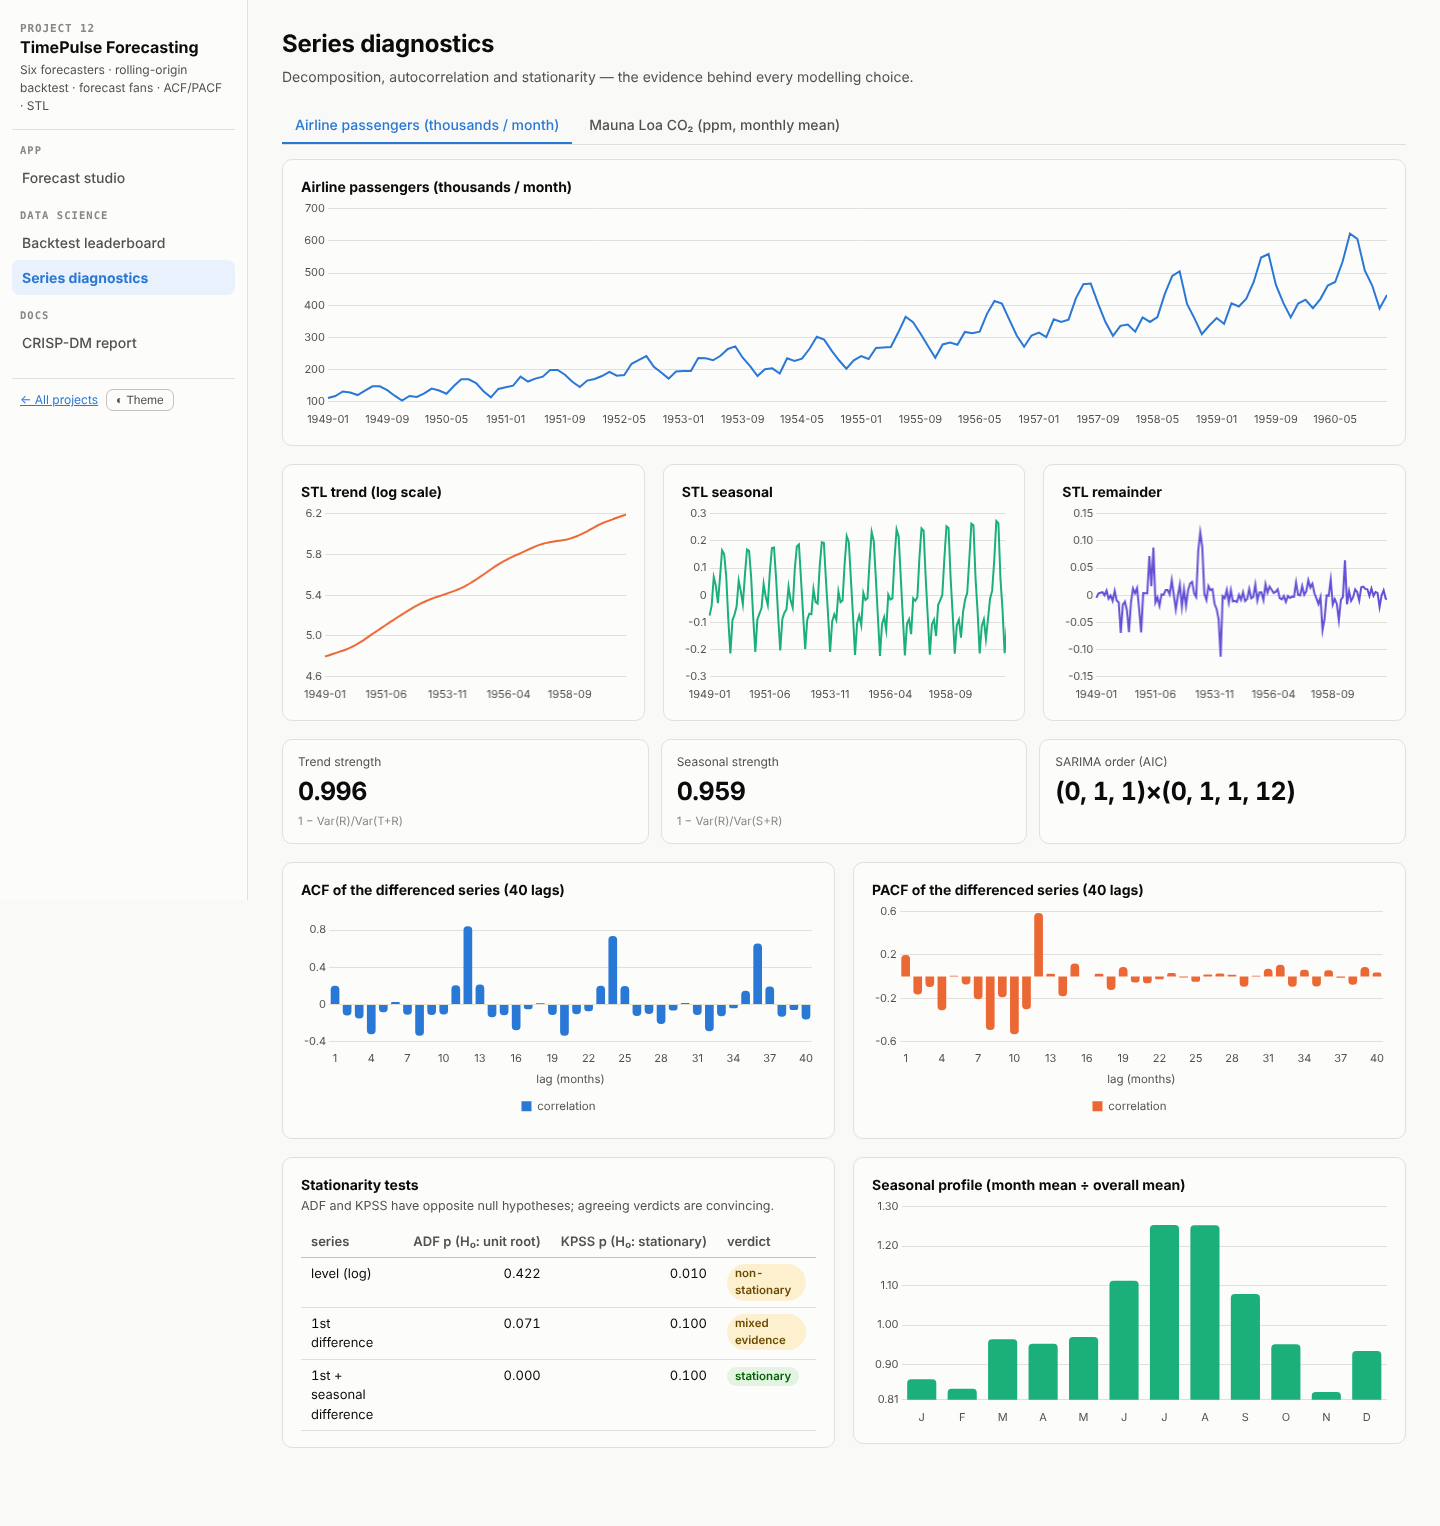 PROJECT 12
TimePulse Forecasting
Six forecasters · rolling-origin
backtest · forecast fans · ACF/PACF
· STL
APP
Forecast studio
DATA SCIENCE
Backtest leaderboard
Series diagnostics
DOCS
CRISP-DM report
← All projects
Theme
Series diagnostics
Decomposition, autocorrelation and stationarity — the evidence behind every modelling choice.
Airline passengers (thousands / month)
Mauna Loa CO₂ (ppm, monthly mean)
Airline passengers (thousands / month)
700
600
500
400
300
200
100
1949-01 1949-09 1950-05 1951-01 1951-09 1952-05 1953-01 1953-09 1954-05 1955-01 1955-09 1956-05 1957-01 1957-09 1958-05 1959-01 1959-09 1960-05
STL trend (log scale)
6.2
5.8
5.4
5.0
4.6
1949-01 1951-06 1953-11 1956-04 1958-09
STL seasonal
0.3
0.2
0.1
0
-0.1
-0.2
-0.3
1949-01 1951-06 1953-11 1956-04 1958-09
STL remainder
0.15
0.10
0.05
0
-0.05
-0.10
-0.15
1949-01 1951-06 1953-11 1956-04 1958-09
Trend strength
0.996
1 − Var(R)/Var(T+R)
Seasonal strength
0.959
1 − Var(R)/Var(S+R)
SARIMA order (AIC)
(0, 1, 1)×(0, 1, 1, 12)
ACF of the differenced series (40 lags)
0.8
0.4
0
-0.4
1 4 7 10 13 16 19 22 25 28 31 34 37 40
lag (months)
correlation
PACF of the differenced series (40 lags)
0.6
0.2
-0.2
-0.6
1 4 7 10 13 16 19 22 25 28 31 34 37 40
lag (months)
correlation
Stationarity tests
ADF and KPSS have opposite null hypotheses; agreeing verdicts are convincing.
series ADF p (H₀: unit root) KPSS p (H₀: stationary) verdict
level (log) 0.422 0.010 non-
stationary
1st 0.071 0.100 mixed
difference evidence
1st + 0.000 0.100 stationary
seasonal
difference
Seasonal profile (month mean ÷ overall mean)
1.30
1.20
1.10
1.00
0.90
0.81
J F M A M J J A S O N D